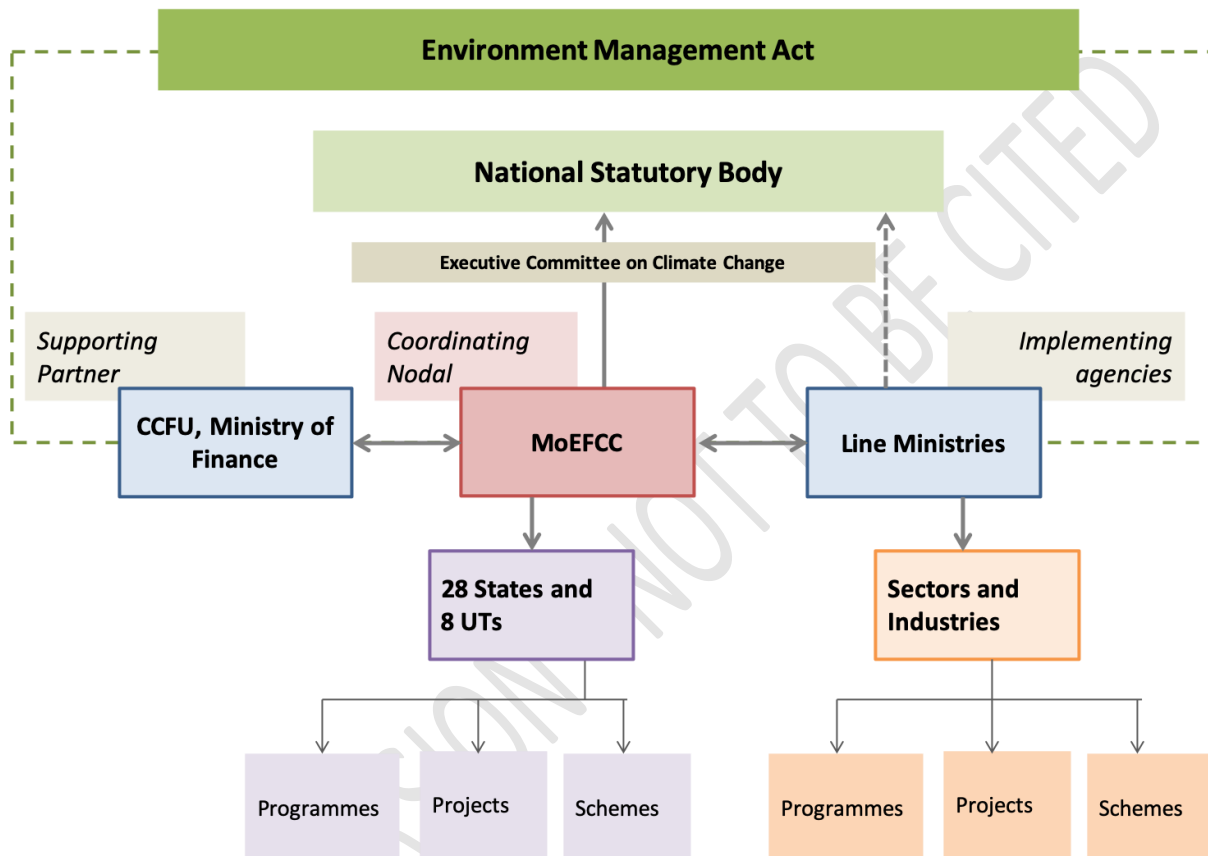 Environment Management Act
National Statutory Body
Executive Committee on Climate Change
Supporting
Partner
Coordinating
Nodal
Implementing
agencies
CCFU, Ministry of
Finance
MoEFCC
Line Ministries
28 States and
8 UTs
Sectors and
Industries
Programmes
Projects
Schemes
Programmes
Projects
Schemes
NOT TO BE CITED